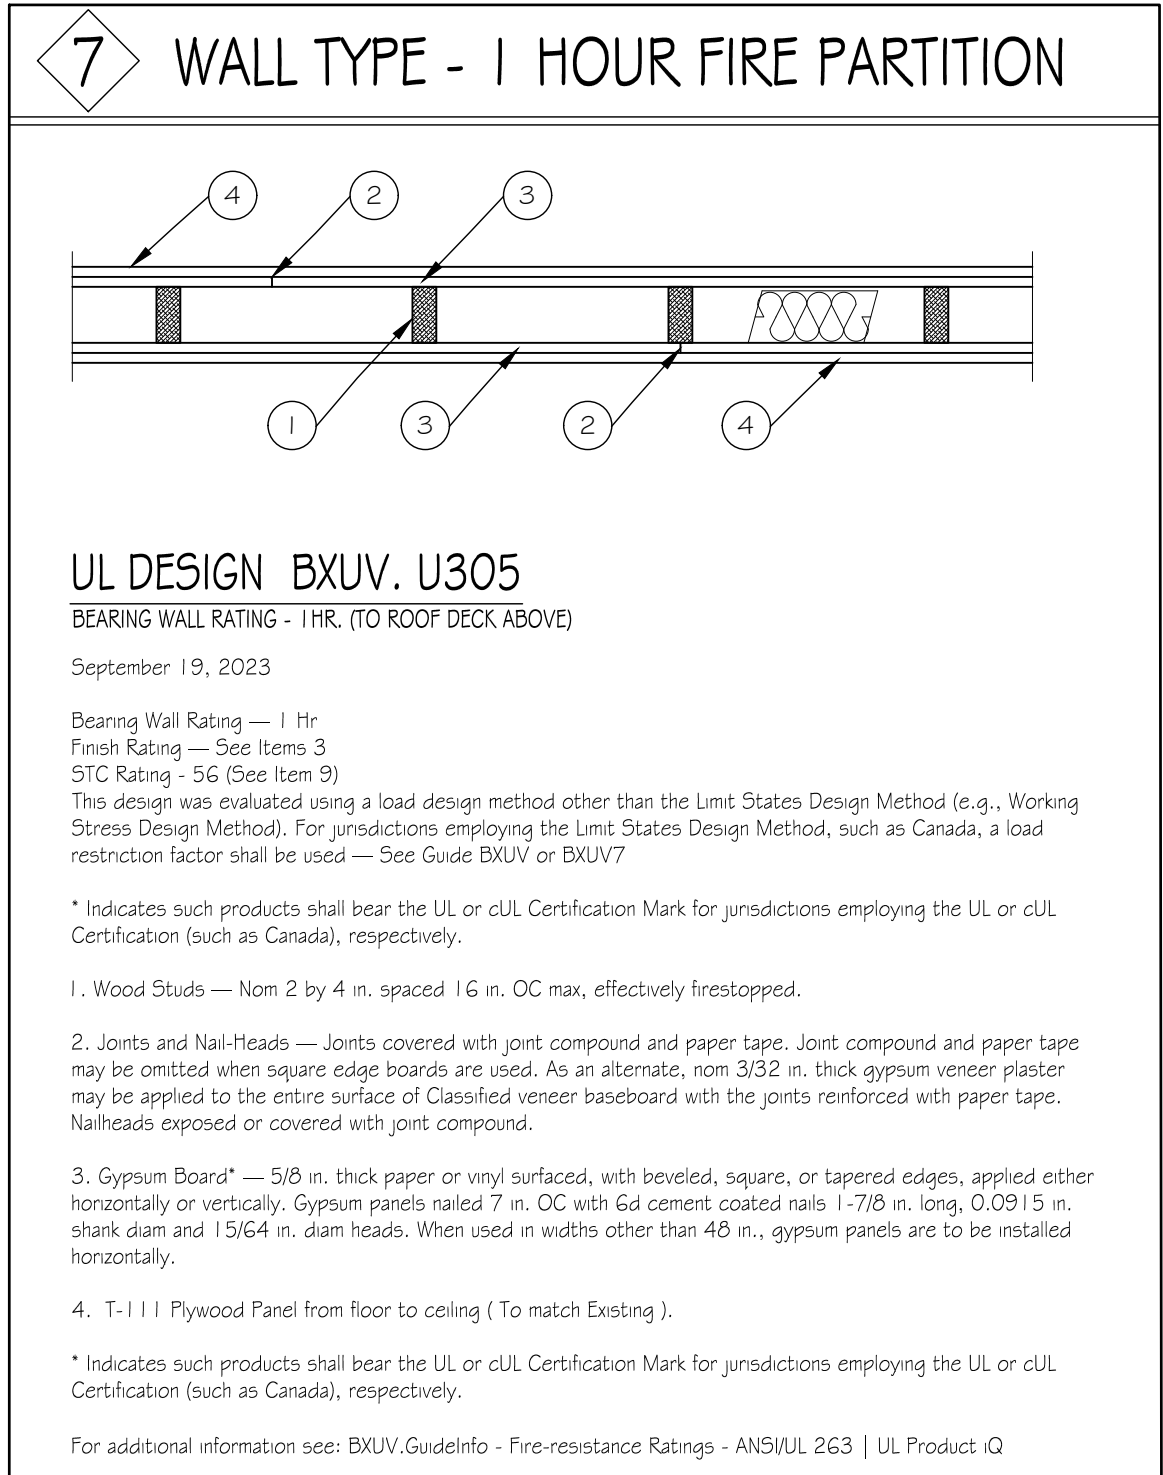 7 WALL TYPE - 1 HOUR FIRE PARTITION
4 2 3
1 3 2 4
UL DESIGN BXUV. U305
BEARING WALL RATING - 1HR. (TO ROOF DECK ABOVE)
September 19, 2023
Bearing Wall Rating — 1 Hr
Finish Rating — See Items 3
STC Rating - 56 (See Item 9)
This design was evaluated using a load design method other than the Limit States Design Method (e.g., Working
Stress Design Method). For jurisdictions employing the Limit States Design Method, such as Canada, a load
restriction factor shall be used — See Guide BXUV or BXUV7
* Indicates such products shall bear the UL or cUL Certification Mark for jurisdictions employing the UL or cUL
Certification (such as Canada), respectively.
1. Wood Studs — Nom 2 by 4 in. spaced 16 in. OC max, effectively firestopped.
2. Joints and Nail-Heads — Joints covered with joint compound and paper tape. Joint compound and paper tape
may be omitted when square edge boards are used. As an alternate, nom 3/32 in. thick gypsum veneer plaster
may be applied to the entire surface of Classified veneer baseboard with the joints reinforced with paper tape.
Nailheads exposed or covered with joint compound.
3. Gypsum Board* — 5/8 in. thick paper or vinyl surfaced, with beveled, square, or tapered edges, applied either
horizontally or vertically. Gypsum panels nailed 7 in. OC with 6d cement coated nails 1-7/8 in. long, 0.0915 in.
shank diam and 15/64 in. diam heads. When used in widths other than 48 in., gypsum panels are to be installed
horizontally.
4. T-111 Plywood Panel from floor to ceiling ( To match Existing ).
* Indicates such products shall bear the UL or cUL Certification Mark for jurisdictions employing the UL or cUL
Certification (such as Canada), respectively.
For additional information see: BXUV.GuideInfo - Fire-resistance Ratings - ANSI/UL 263 | UL Product iQ